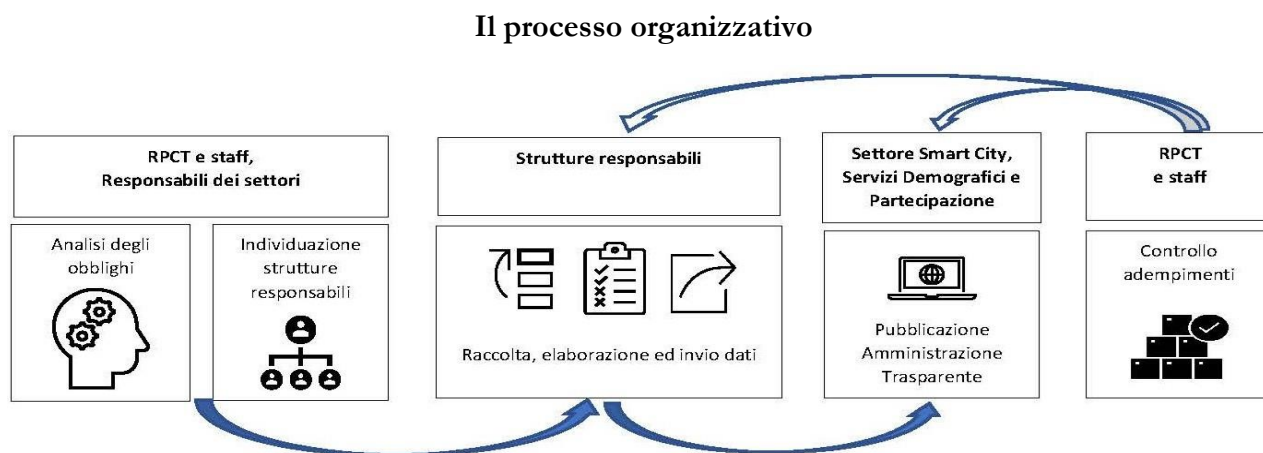 Il processo organizzativo
RPCT e staff,
Responsabili dei settori
Analisi degli
obblighi
Individuazione
strutture
responsabili
Strutture responsabili
Raccolta, elaborazione ed invio dati
Settore Smart City,
Servizi Demografici e
Partecipazione
Pubblicazione
Amministrazione
Trasparente
RPCT
e staff
Controllo
adempimenti